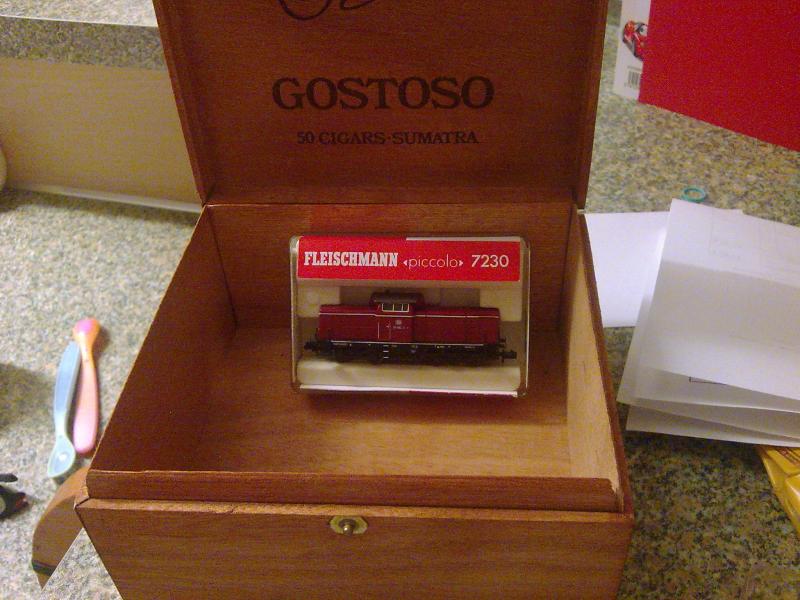 GOSTOSO
50 CIGARS·SUMATRA
FLEISCHMANN «piccolo» 7230